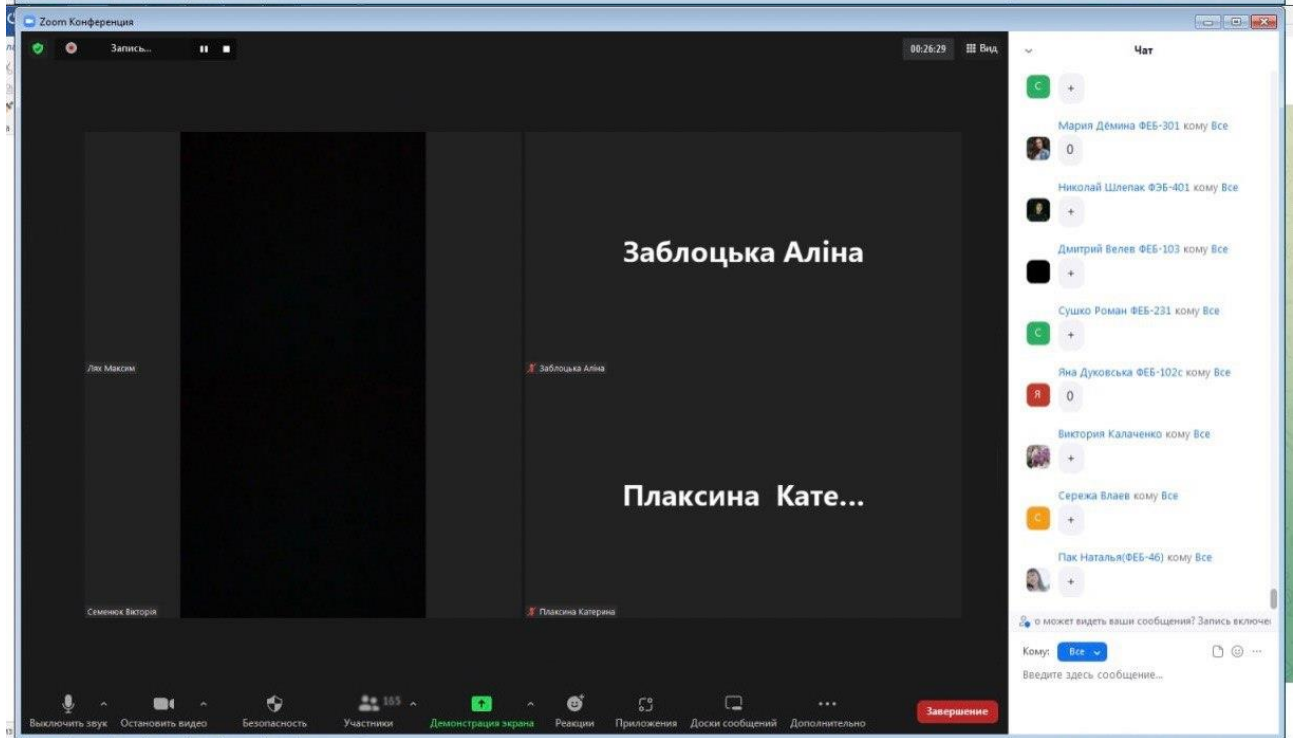 Zoom Конференция
Запись...
00:26:29
Вид
Чат
С
+
Мария Дёмина ФЕБ-301 кому Все
0
Николай Шлепак ФЭБ-401 кому Все
+
Дмитрий Велев ФЕБ-103 кому Все
+
Сушко Роман ФЕБ-231 кому Все
С
+
Яна Дуковська ФЕБ-102с кому Все
Я
0
Виктория Калаченко кому Все
+
Сережа Влаев кому Все
С
+
Пак Наталья(ФЕБ-46) кому Все
+
Заблоцька Аліна
Лях Максим
Заблоцька Аліна
Плаксина Кате...
Семенюк Вікторія
Плаксина Катерина
о может видеть ваши сообщения? Запись включен
Кому: Все
Введите здесь сообщение...
Выключить звук
Остановить видео
Безопасность
165
Участники
Демонстрация экрана
Реакции
Приложения
Доски сообщений
Дополнительно
Завершение